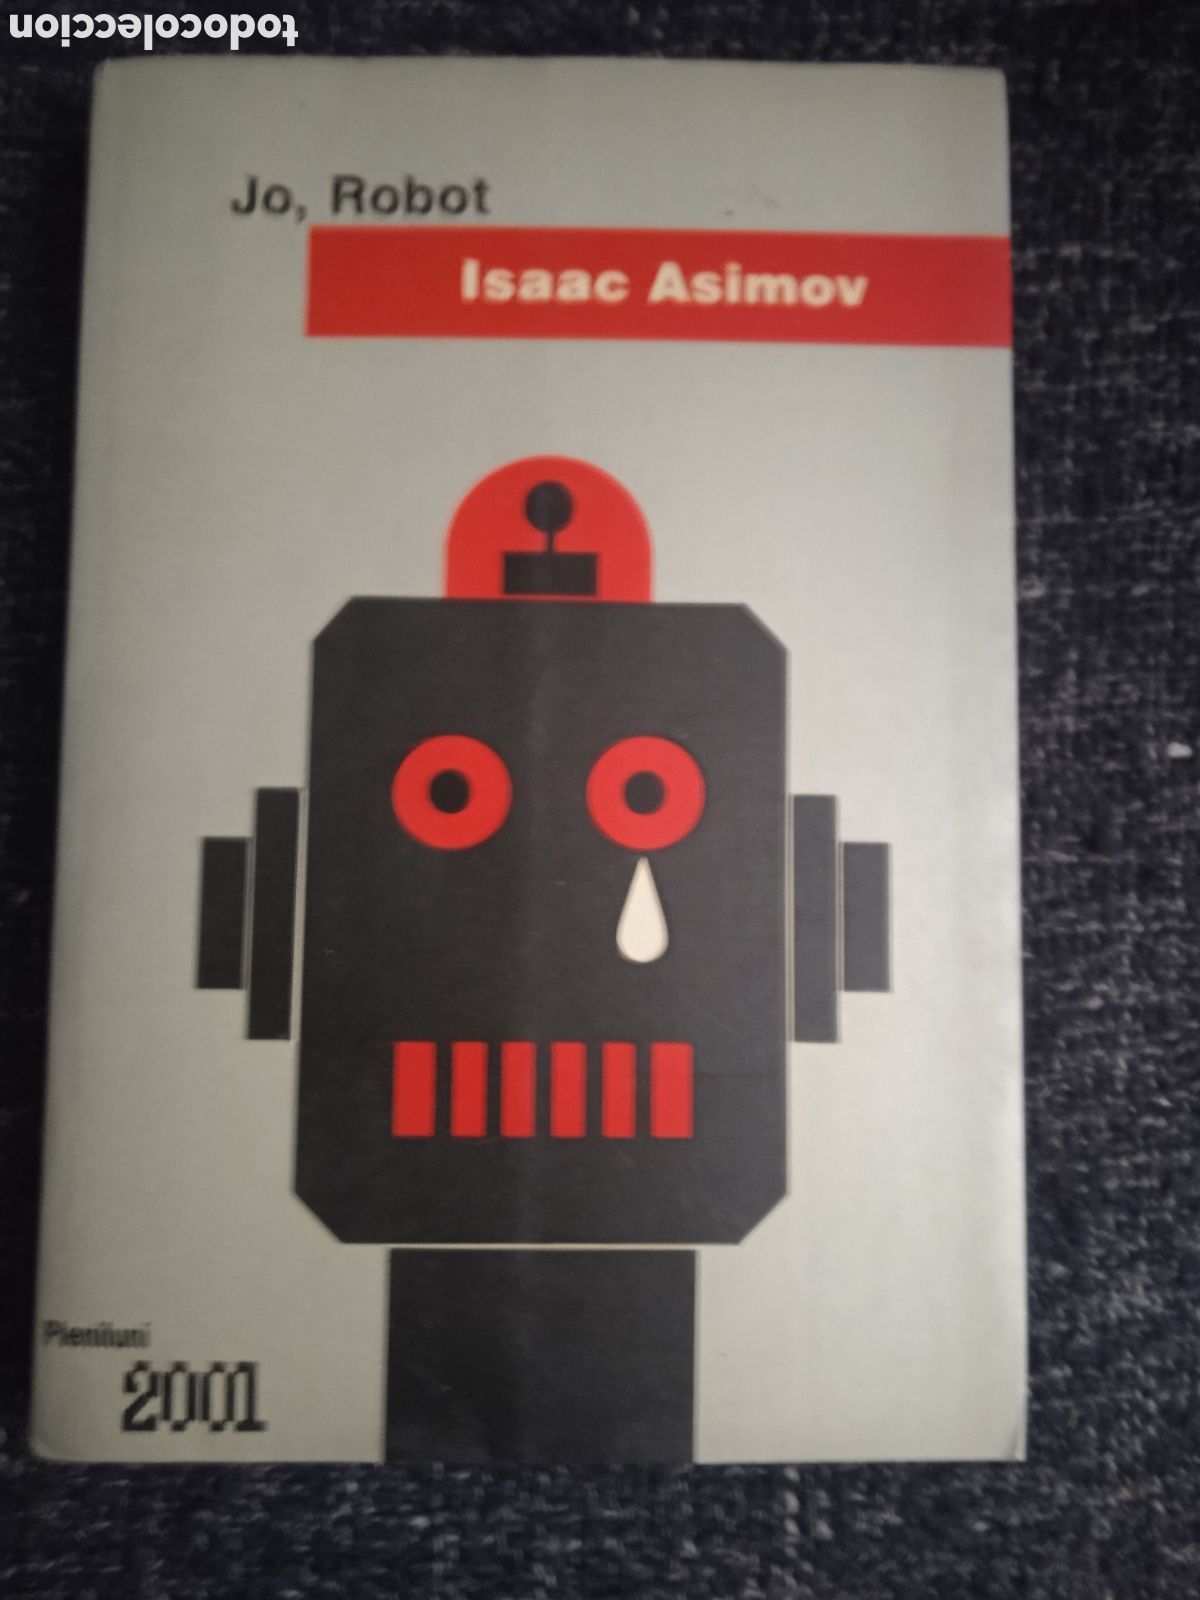 todocoleccion
Jo, Robot
Isaac Asimov
Pleniluni
2001